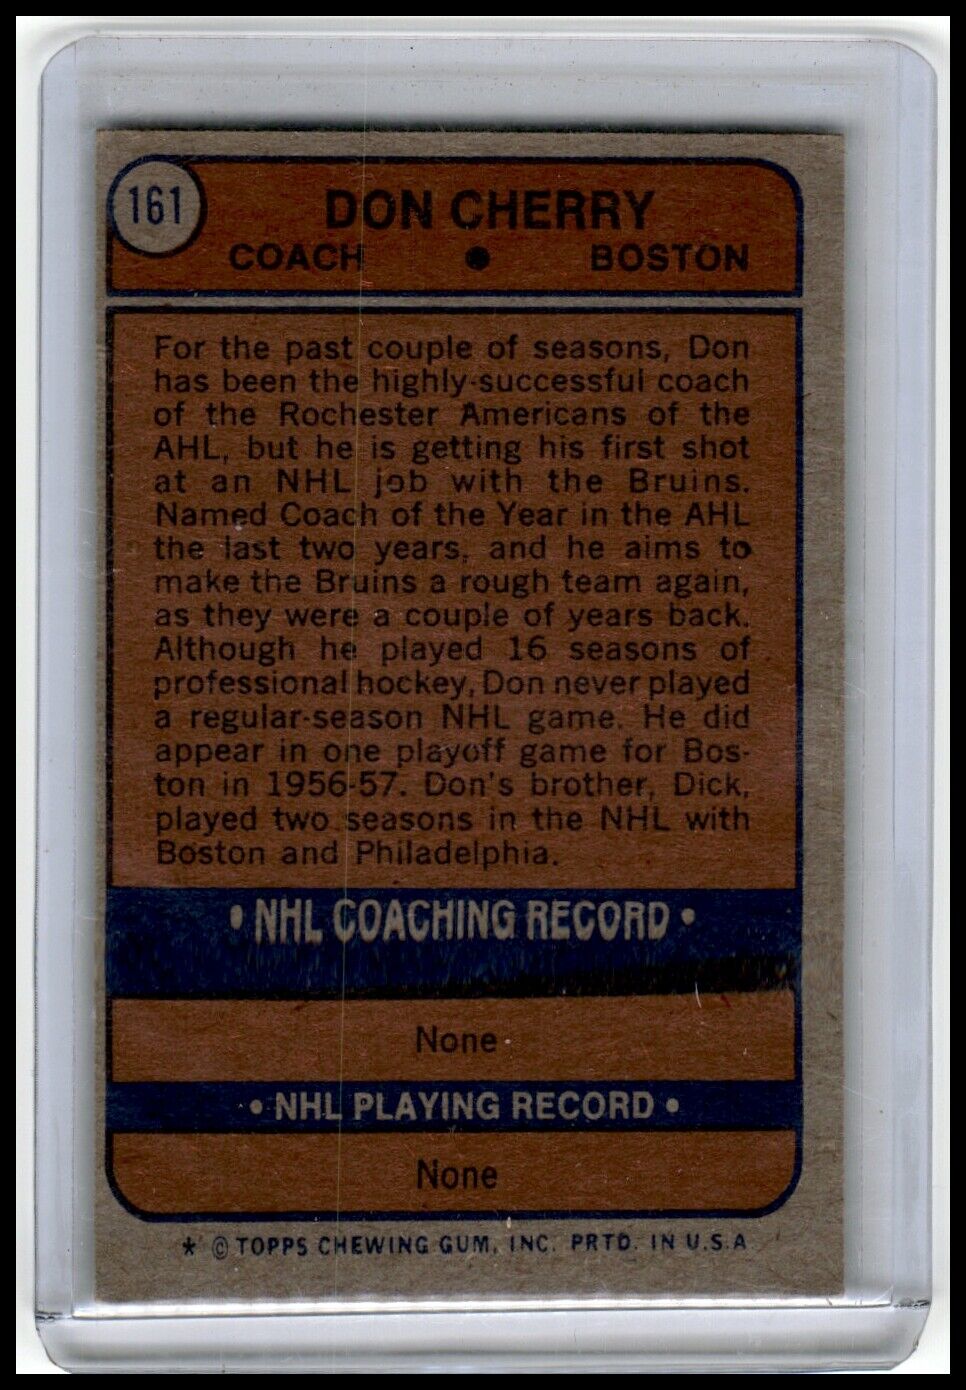 161
DON CHERRY
COACH • BOSTON
For the past couple of seasons, Don
has been the highly-successful coach
of the Rochester Americans of the
AHL, but he is getting his first shot
at an NHL job with the Bruins.
Named Coach of the Year in the AHL
the last two years, and he aims to
make the Bruins a rough team again,
as they were a couple of years back.
Although he played 16 seasons of
professional hockey, Don never played
a regular-season NHL game. He did
appear in one playoff game for Bos-
ton in 1956-57. Don's brother, Dick,
played two seasons in the NHL with
Boston and Philadelphia.
• NHL COACHING RECORD •
None
• NHL PLAYING RECORD •
None
* © TOPPS CHEWING GUM, INC. PRTD. IN U.S.A